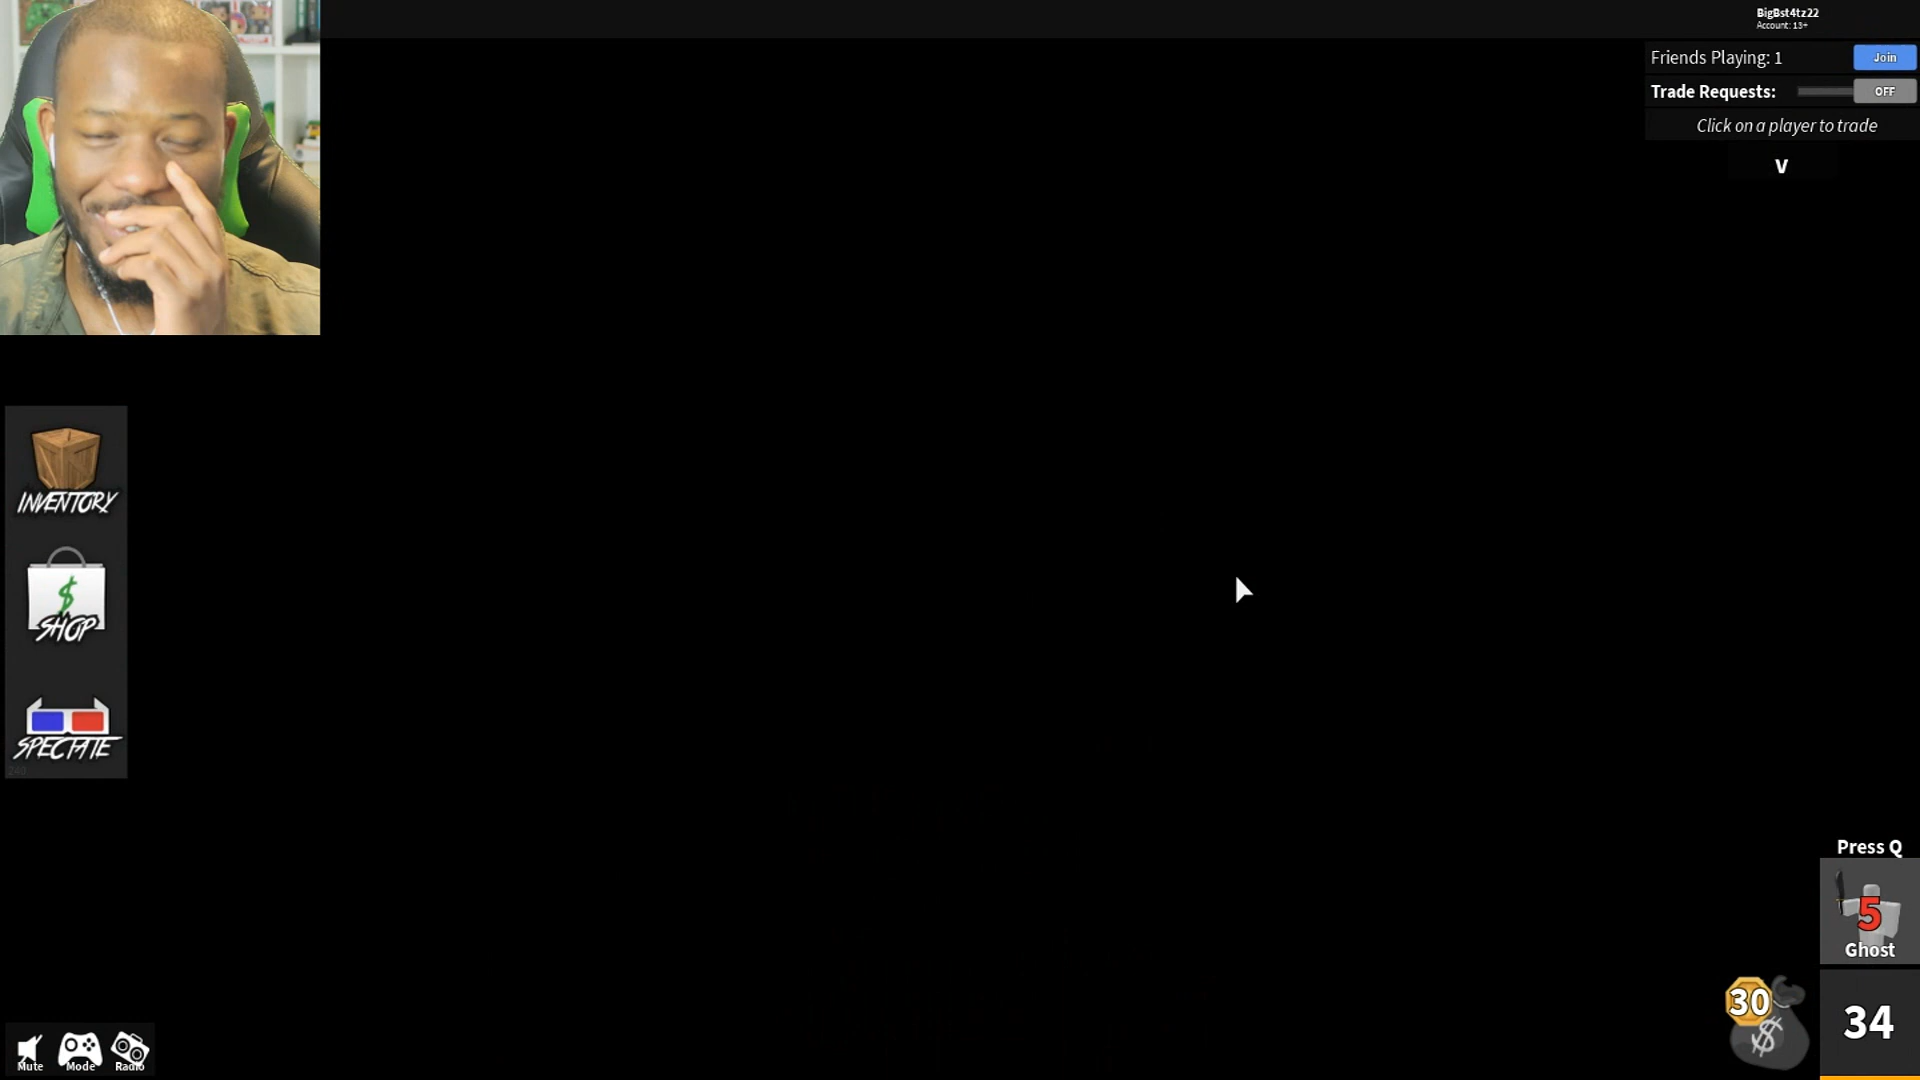 BigBst4tz22
Account: 13+
Friends Playing: 1
Join
Trade Requests:
OFF
Click on a player to trade
V
INVENTORY
$
SHOP
SPECTATE
240
Press Q
5
Ghost
30
$
34
Mute
Mode
Radio